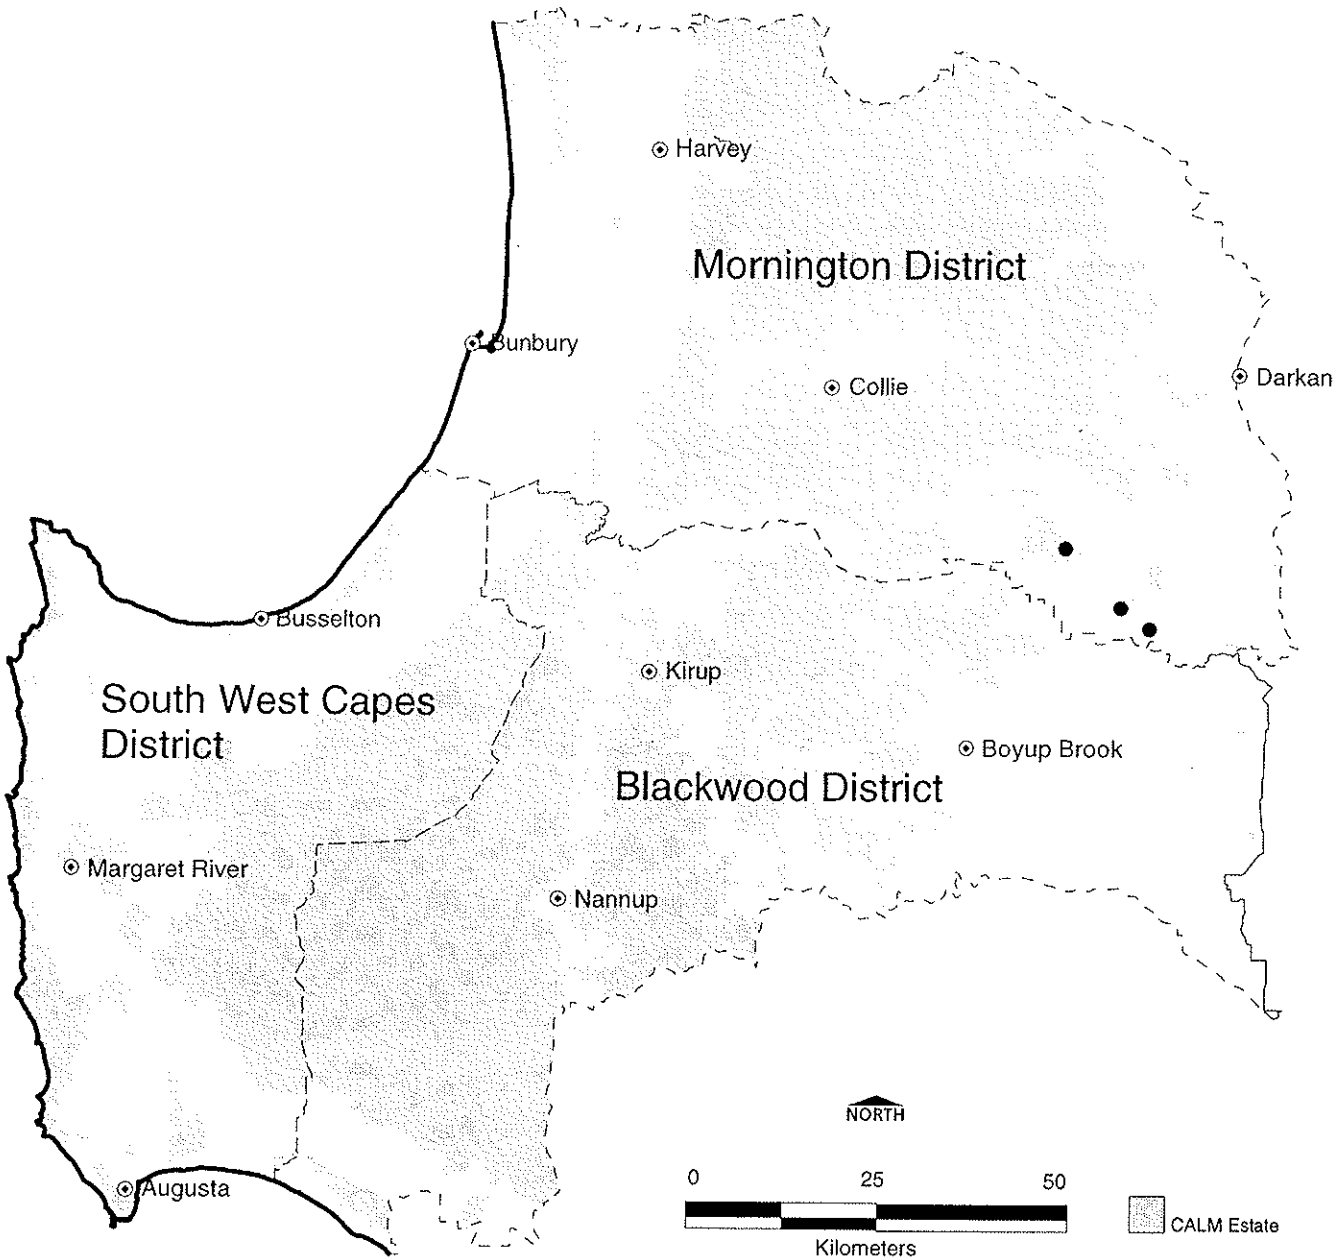 Harvey
Mornington District
Bunbury
Collie
Darkan
Busselton
Kirup
South West Capes
District
Boyup Brook
Blackwood District
Margaret River
Nannup
NORTH
0 25 50
Augusta
CALM Estate
Kilometers